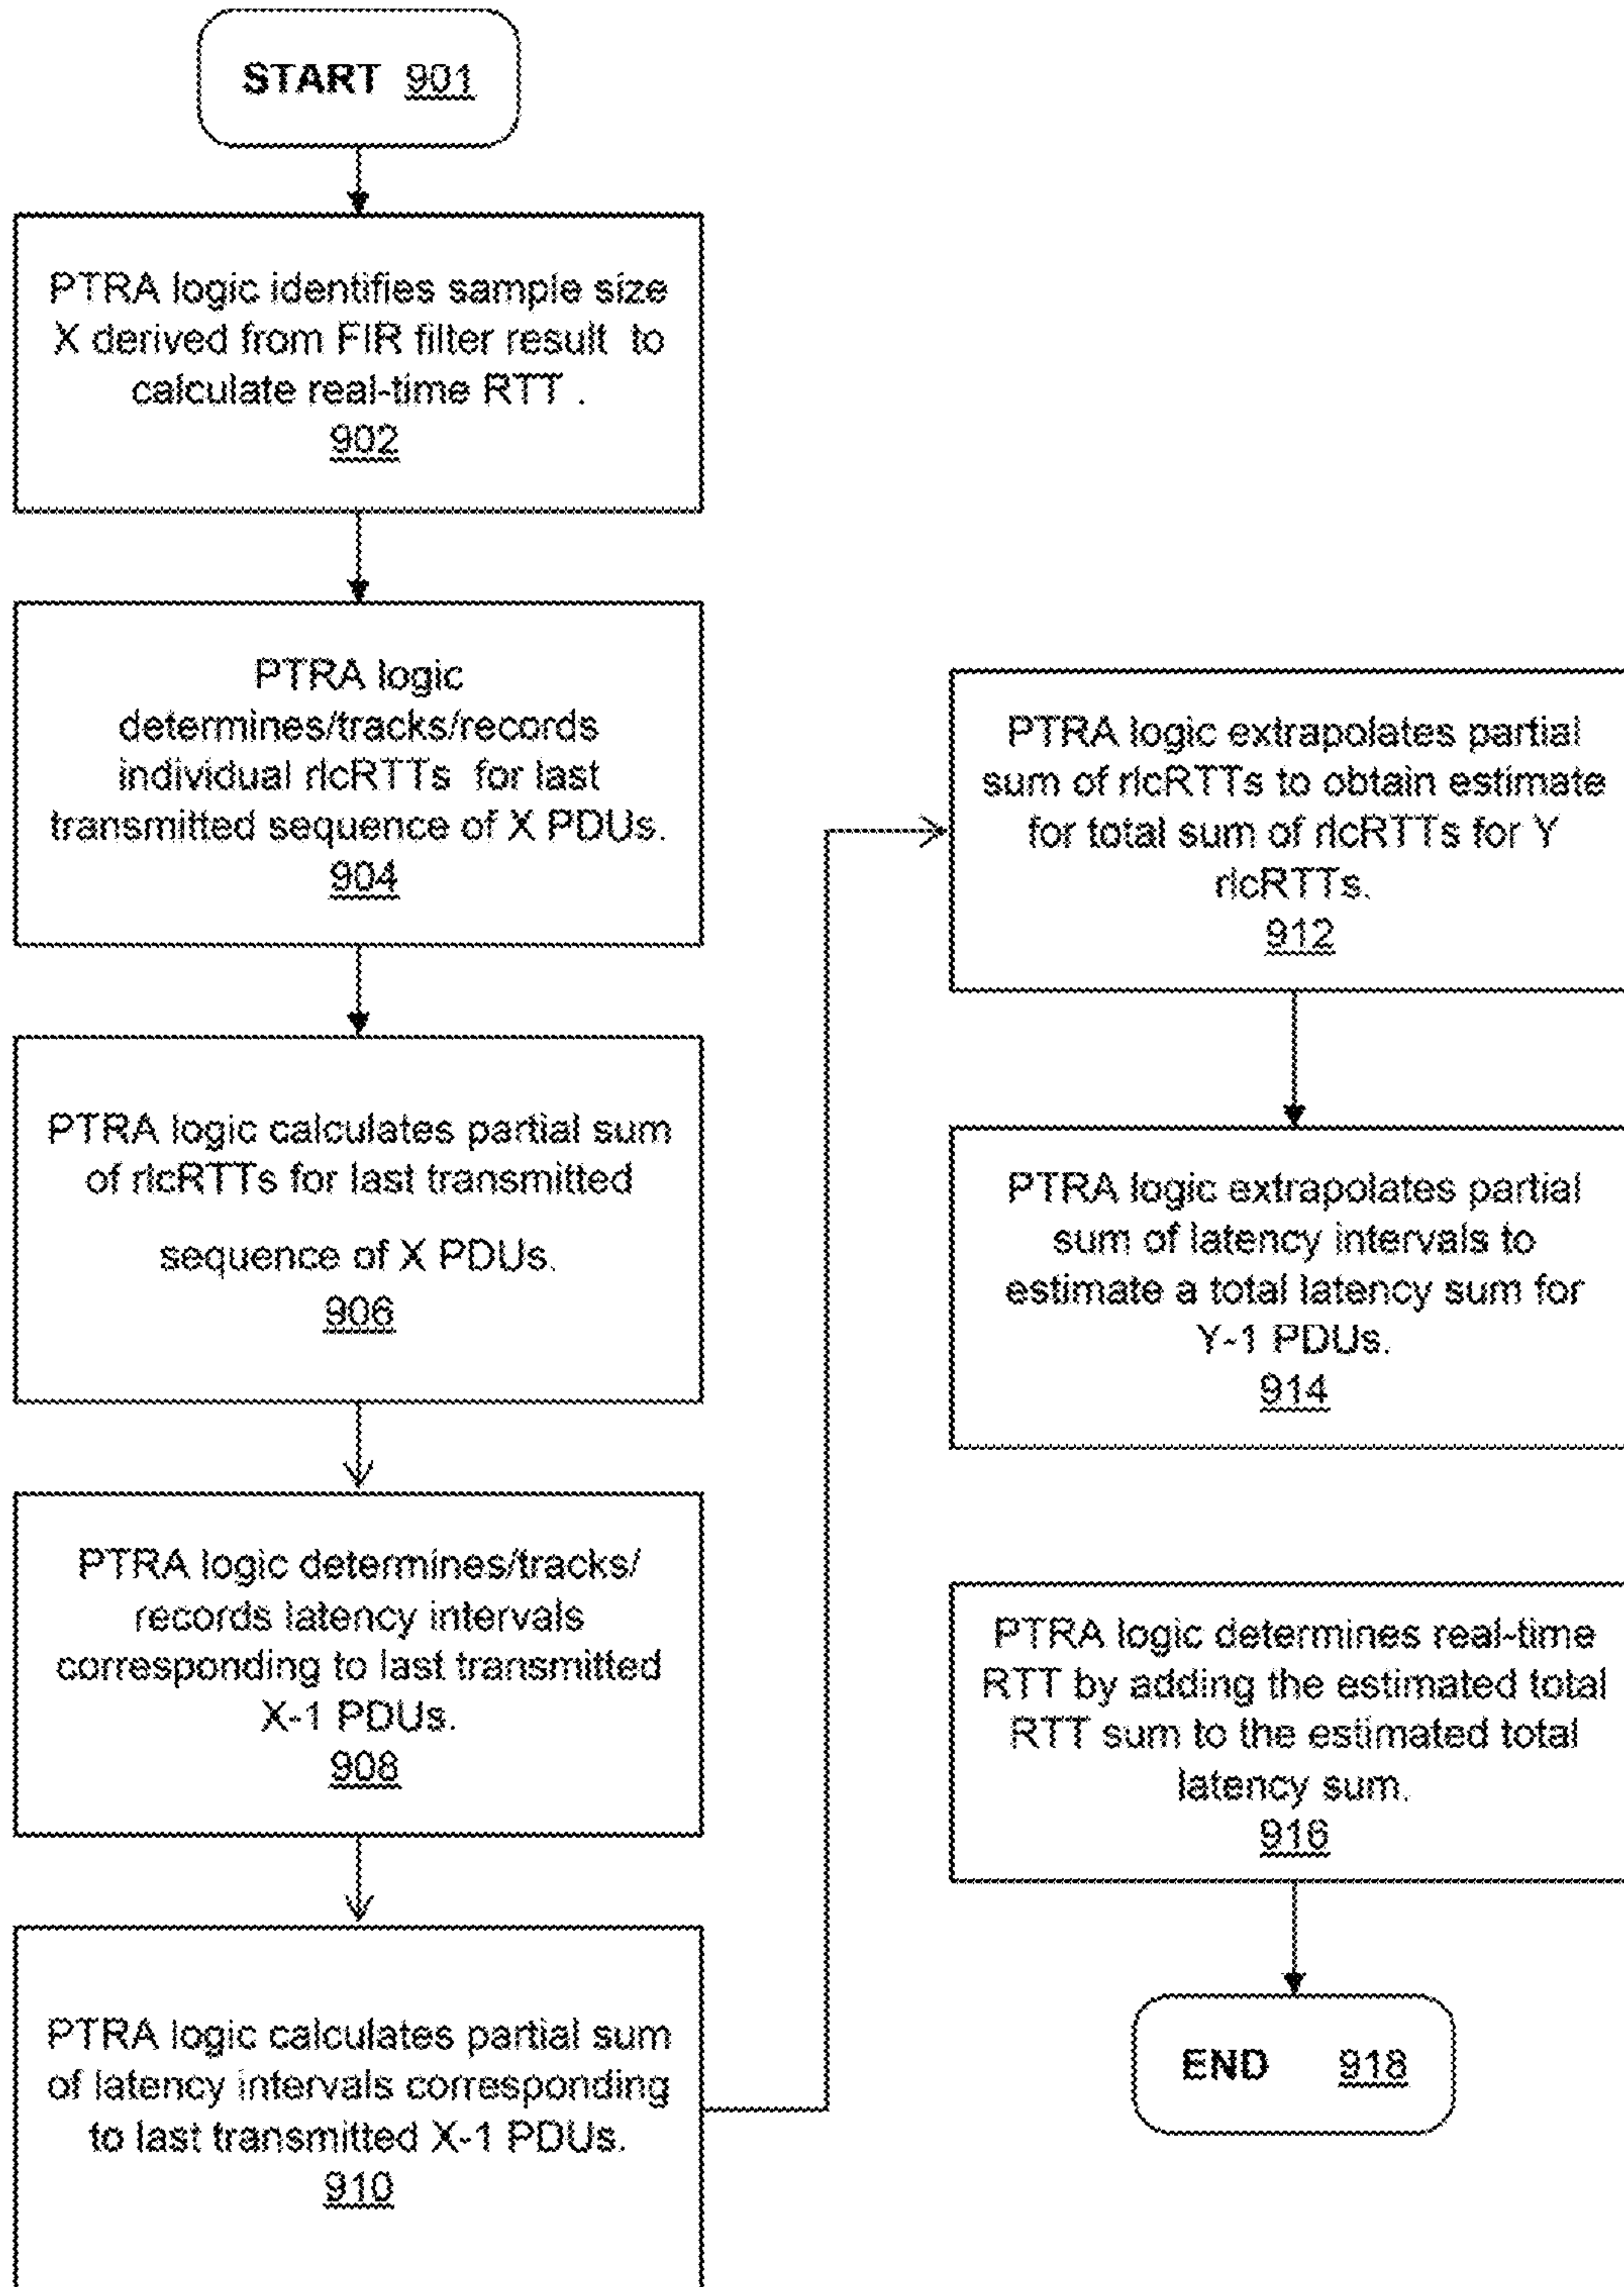 START 901
PTRA logic identifies sample size
X derived from FIR filter result to
calculate real-time RTT .
902
PTRA logic
determines/tracks/records
individual rlcRTTs for last
transmitted sequence of X PDUs.
904
PTRA logic calculates partial sum
of rlcRTTs for last transmitted
sequence of X PDUs.
906
PTRA logic determines/tracks/
records latency intervals
corresponding to last transmitted
X-1 PDUs.
908
PTRA logic calculates partial sum
of latency intervals corresponding
to last transmitted X-1 PDUs.
910
PTRA logic extrapolates partial
sum of rlcRTTs to obtain estimate
for total sum of rlcRTTs for Y
rlcRTTs.
912
PTRA logic extrapolates partial
sum of latency intervals to
estimate a total latency sum for
Y-1 PDUs.
914
PTRA logic determines real-time
RTT by adding the estimated total
RTT sum to the estimated total
latency sum.
916
END 918